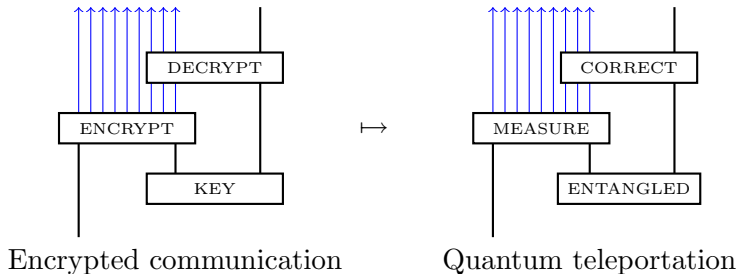 DECRYPT
ENCRYPT
KEY
Encrypted communication
↦
CORRECT
MEASURE
ENTANGLED
Quantum teleportation